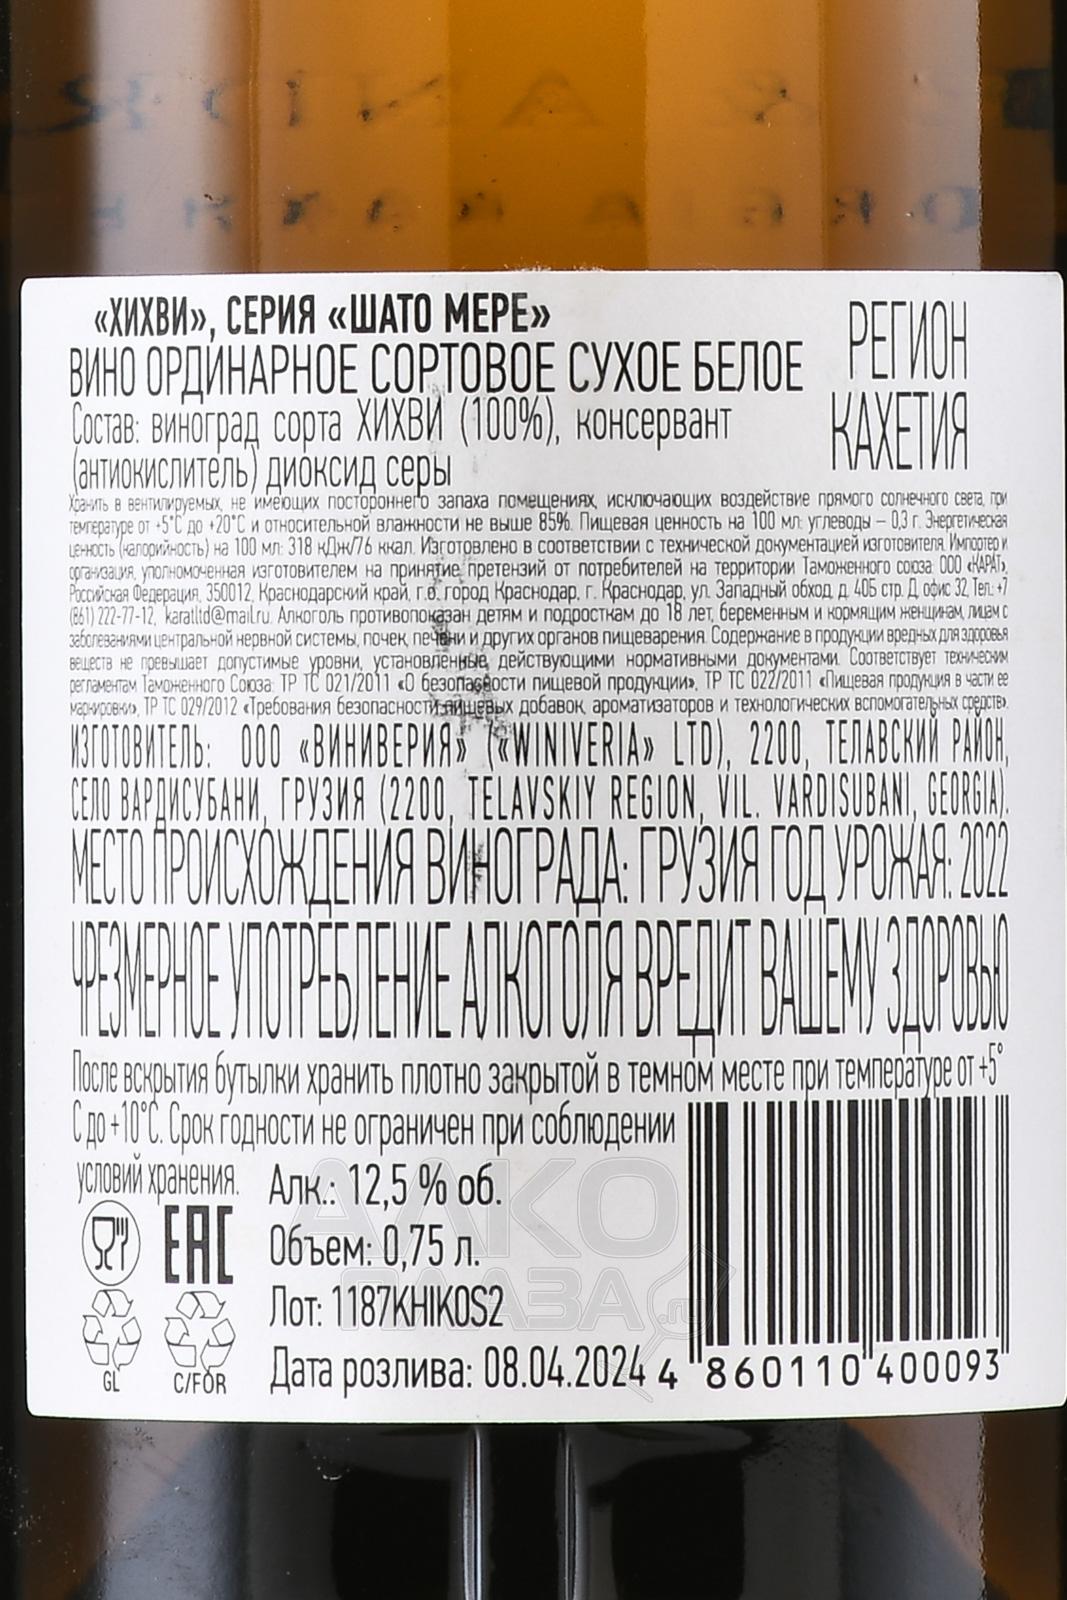 «ХИХВИ», СЕРИЯ «ШАТО МЕРЕ»
ВИНО ОРДИНАРНОЕ СОРТОВОЕ СУХОЕ БЕЛОЕ
РЕГИОН
КАХЕТИЯ
Состав: виноград сорта ХИХВИ (100%), консервант
(антиокислитель) диоксид серы
Хранить в вентилируемых, не имеющих постороннего запаха помещениях, исключающих воздействие прямого солнечного света, при
температуре от +5°С до +20°С и относительной влажности не выше 85%. Пищевая ценность на 100 мл: углеводы – 0,3 г. Энергетическая
ценность (калорийность) на 100 мл: 318 кДж/76 ккал. Изготовлено в соответствии с технической документацией изготовителя. Импортер и
организация, уполномоченная изготовителем на принятие претензий от потребителей на территории Таможенного союза: ООО «КАРАТ»,
Российская Федерация, 350012, Краснодарский край, г.о. город Краснодар, г. Краснодар, ул. Западный обход, д. 40Б стр. Д, офис 32, Тел.: +7
(861) 222-77-12, karatltd@mail.ru. Алкоголь противопоказан детям и подросткам до 18 лет, беременным и кормящим женщинам, лицам с
заболеваниями центральной нервной системы, почек, печени и других органов пищеварения. Содержание в продукции вредных для здоровья
веществ не превышает допустимые уровни, установленные действующими нормативными документами. Соответствует техническим
регламентам Таможенного Союза: ТР ТС 021/2011 «О безопасности пищевой продукции», ТР ТС 022/2011 «Пищевая продукция в части ее
маркировки», ТР ТС 029/2012 «Требования безопасности пищевых добавок, ароматизаторов и технологических вспомогательных средств».
ИЗГОТОВИТЕЛЬ: ООО «ВИНИВЕРИЯ» («WINIVERIA» LTD), 2200, ТЕЛАВСКИЙ РАЙОН,
СЕЛО ВАРДИСУБАНИ, ГРУЗИЯ (2200, TELAVSKIY REGION, VIL. VARDISUBANI, GEORGIA).
МЕСТО ПРОИСХОЖДЕНИЯ ВИНОГРАДА: ГРУЗИЯ ГОД УРОЖАЯ: 2022
ЧРЕЗМЕРНОЕ УПОТРЕБЛЕНИЕ АЛКОГОЛЯ ВРЕДИТ ВАШЕМУ ЗДОРОВЬЮ
После вскрытия бутылки хранить плотно закрытой в темном месте при температуре от +5°
С до +10°С. Срок годности не ограничен при соблюдении
условий хранения.
Алк.: 12,5 % об.
Объем: 0,75 л.
Лот: 1187KHIKOS2
Дата розлива: 08.04.2024
EAC
GL
C/FOR
4 860110 400093
АЛКО
ПЛАЗА.ru